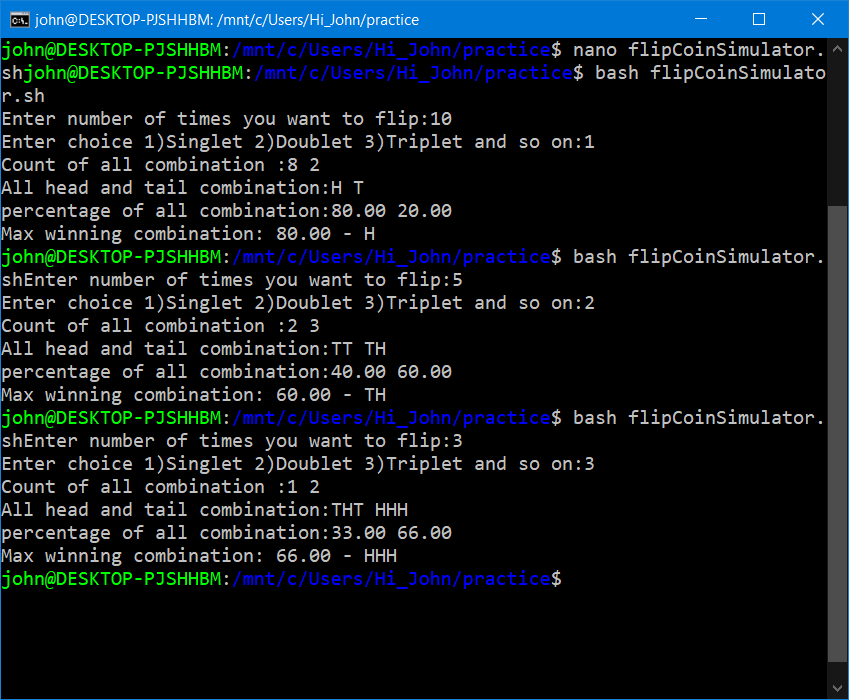 john@DESKTOP-PJSHHBM: /mnt/c/Users/Hi_John/practice
john@DESKTOP-PJSHHBM:/mnt/c/Users/Hi_John/practice$ nano flipCoinSimulator.
shjohn@DESKTOP-PJSHHBM:/mnt/c/Users/Hi_John/practice$ bash flipCoinSimulato
r.sh
Enter number of times you want to flip:10
Enter choice 1)Singlet 2)Doublet 3)Triplet and so on:1
Count of all combination :8 2
All head and tail combination:H T
percentage of all combination:80.00 20.00
Max winning combination: 80.00 - H
john@DESKTOP-PJSHHBM:/mnt/c/Users/Hi_John/practice$ bash flipCoinSimulator.
shEnter number of times you want to flip:5
Enter choice 1)Singlet 2)Doublet 3)Triplet and so on:2
Count of all combination :2 3
All head and tail combination:TT TH
percentage of all combination:40.00 60.00
Max winning combination: 60.00 - TH
john@DESKTOP-PJSHHBM:/mnt/c/Users/Hi_John/practice$ bash flipCoinSimulator.
shEnter number of times you want to flip:3
Enter choice 1)Singlet 2)Doublet 3)Triplet and so on:3
Count of all combination :1 2
All head and tail combination:THT HHH
percentage of all combination:33.00 66.00
Max winning combination: 66.00 - HHH
john@DESKTOP-PJSHHBM:/mnt/c/Users/Hi_John/practice$